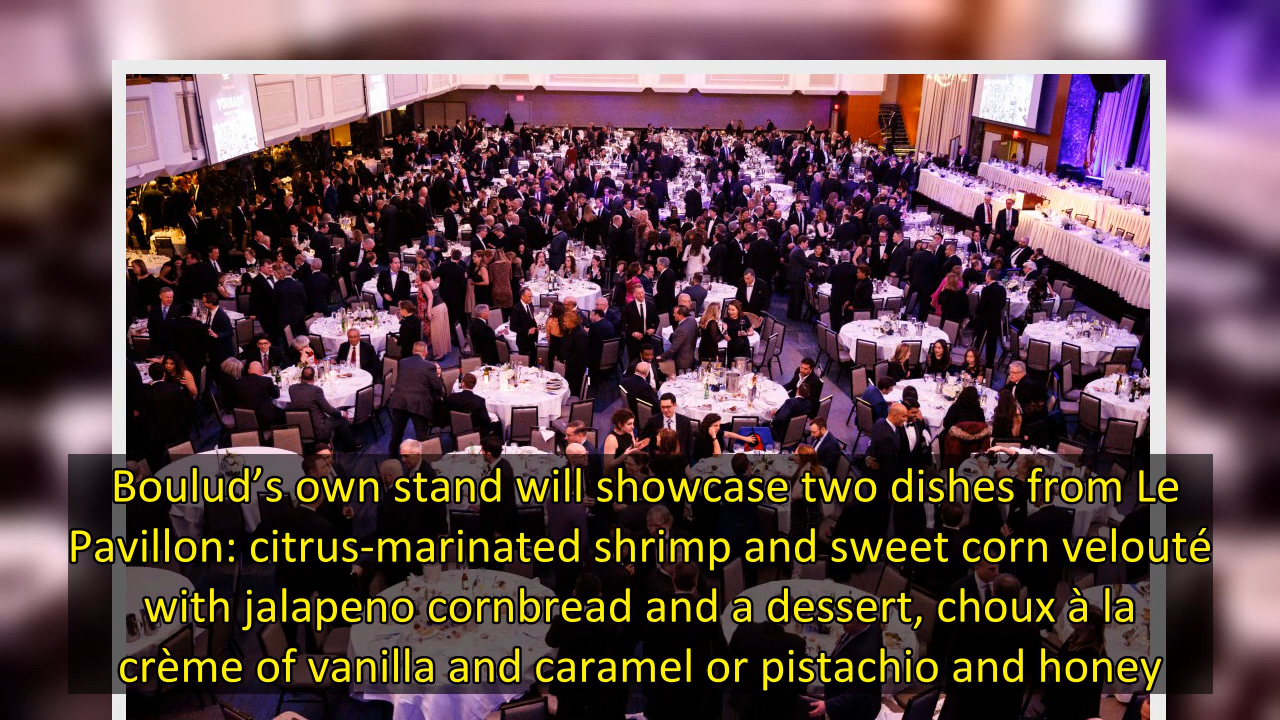 Boulud’s own stand will showcase two dishes from Le
Pavillon: citrus-marinated shrimp and sweet corn velouté
with jalapeno cornbread and a dessert, choux à la
crème of vanilla and caramel or pistachio and honey